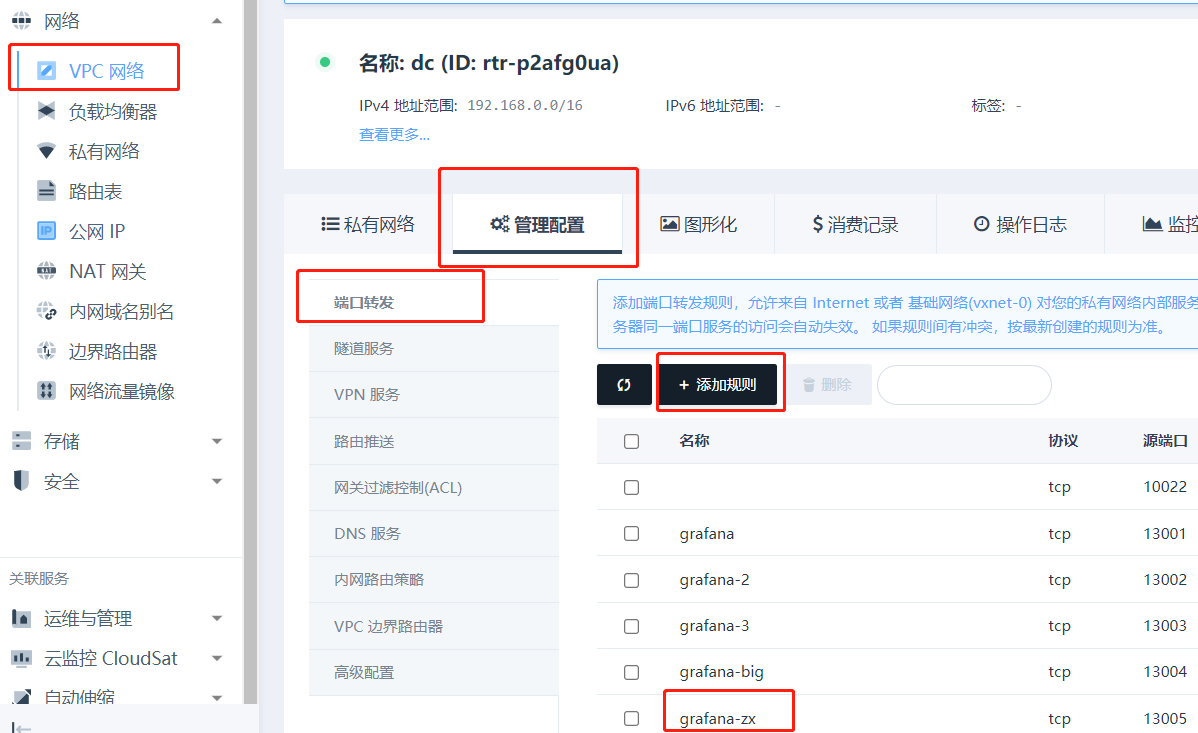 网络
VPC 网络
负载均衡器
私有网络
路由表
公网 IP
NAT 网关
内网域名别名
边界路由器
网络流量镜像
存储
安全
关联服务
运维与管理
云监控 CloudSat
自动伸缩
名称: dc (ID: rtr-p2afg0ua)
IPv4 地址范围: 192.168.0.0/16 IPv6 地址范围: - 标签: -
查看更多...
私有网络 管理配置 图形化 $ 消费记录 操作日志 监控
端口转发
隧道服务
VPN 服务
路由推送
网关过滤控制(ACL)
DNS 服务
内网路由策略
VPC 边界路由器
高级配置
添加端口转发规则，允许来自 Internet 或者 基础网络(vxnet-0) 对您的私有网络内部服务
务器同一端口服务的访问会自动失效。 如果规则间有冲突，按最新创建的规则为准。
+ 添加规则 删除
名称 协议 源端口
tcp 10022
grafana tcp 13001
grafana-2 tcp 13002
grafana-3 tcp 13003
grafana-big tcp 13004
grafana-zx tcp 13005